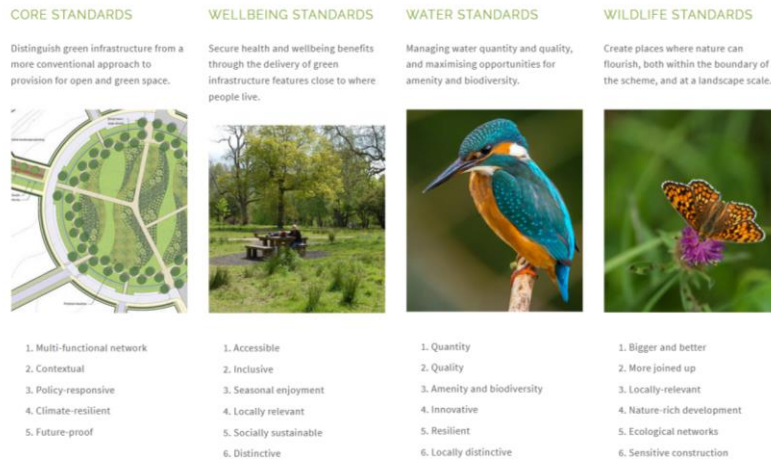 CORE STANDARDS
Distinguish green infrastructure from a
more conventional approach to
provision for open and green space.
1. Multi-functional network
2. Contextual
3. Policy-responsive
4. Climate-resilient
5. Future-proof
WELLBEING STANDARDS
Secure health and wellbeing benefits
through the delivery of green
infrastructure features close to where
people live.
1. Accessible
2. Inclusive
3. Seasonal enjoyment
4. Locally relevant
5. Socially sustainable
6. Distinctive
WATER STANDARDS
Managing water quantity and quality,
and maximising opportunities for
amenity and biodiversity.
1. Quantity
2. Quality
3. Amenity and biodiversity
4. Innovative
5. Resilient
6. Locally distinctive
WILDLIFE STANDARDS
Create places where nature can
flourish, both within the boundary of
the scheme, and at a landscape scale.
1. Bigger and better
2. More joined up
3. Locally-relevant
4. Nature-rich development
5. Ecological networks
6. Sensitive construction